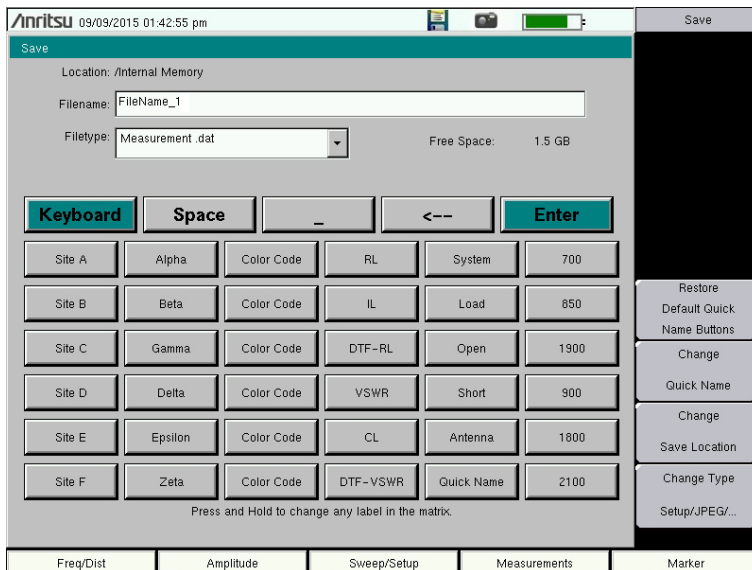 Anritsu 09/09/2015 01:42:55 pm
Save
Save
Location: /Internal Memory
Filename: FileName_1
Filetype: Measurement .dat
Free Space: 1.5 GB
Keyboard Space _ <-- Enter
Site A Alpha Color Code RL System 700
Site B Beta Color Code IL Load 850
Site C Gamma Color Code DTF-RL Open 1900
Site D Delta Color Code VSWR Short 900
Site E Epsilon Color Code CL Antenna 1800
Site F Zeta Color Code DTF-VSWR Quick Name 2100
Press and Hold to change any label in the matrix.
Restore
Default Quick
Name Buttons
Change
Quick Name
Change
Save Location
Change Type
Setup/JPEG/...
Freq/Dist Amplitude Sweep/Setup Measurements Marker